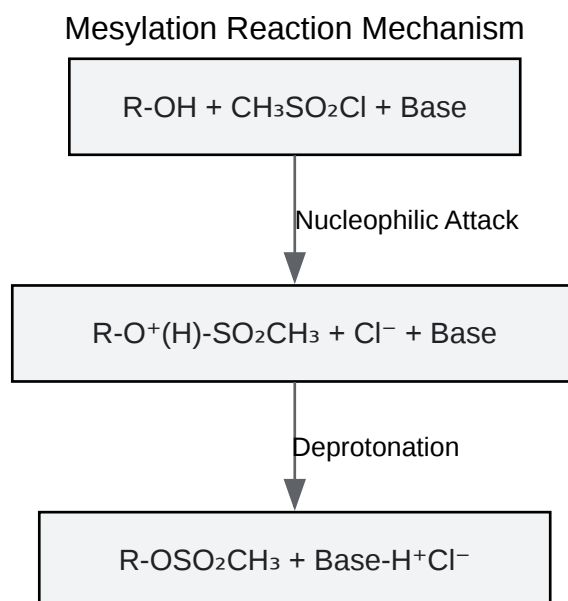 Mesylation Reaction Mechanism
R-OH + CH₃SO₂Cl + Base
Nucleophilic Attack
R-O⁺(H)-SO₂CH₃ + Cl⁻ + Base
Deprotonation
R-OSO₂CH₃ + Base-H⁺Cl⁻